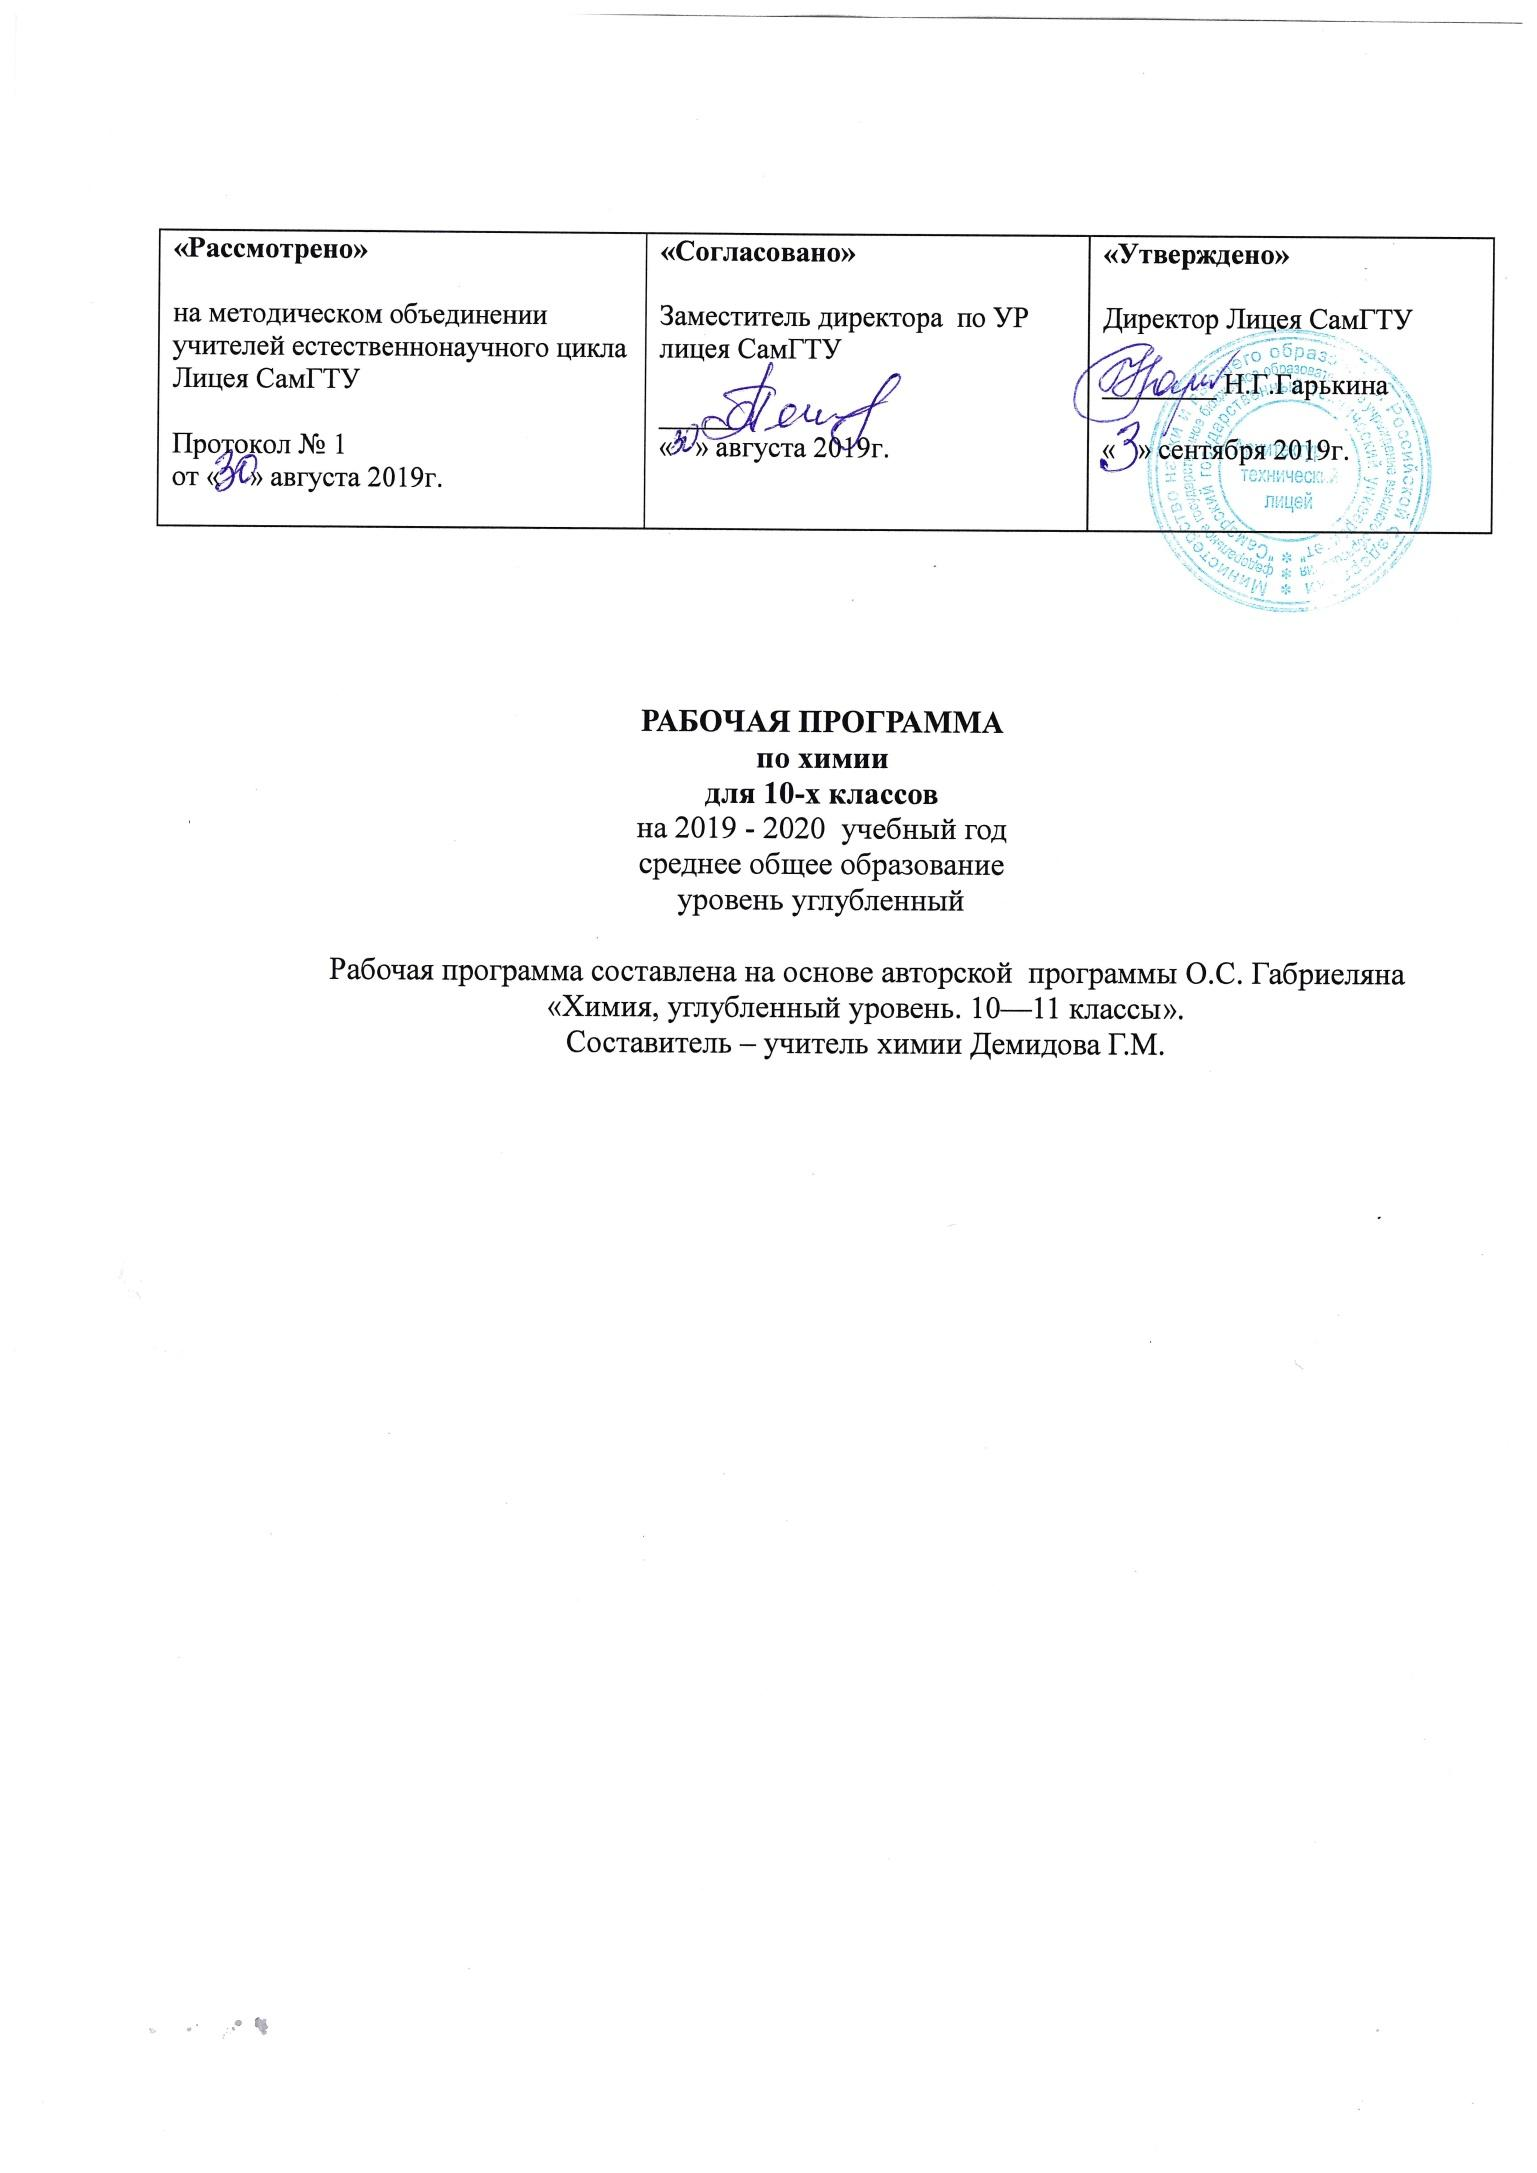 «Рассмотрено»
на методическом объединении
учителей естественнонаучного цикла
Лицея СамГТУ
Протокол № 1
от «30» августа 2019г.
«Согласовано»
Заместитель директора по УР
лицея СамГТУ
«30» августа 2019г.
«Утверждено»
Директор Лицея СамГТУ
________ Н.Г.Гарькина
«3» сентября 2019г.
технический
лицей
РАБОЧАЯ ПРОГРАММА
по химии
для 10-х классов
на 2019 - 2020 учебный год
среднее общее образование
уровень углубленный
Рабочая программа составлена на основе авторской программы О.С. Габриеляна
«Химия, углубленный уровень. 10—11 классы».
Составитель – учитель химии Демидова Г.М.